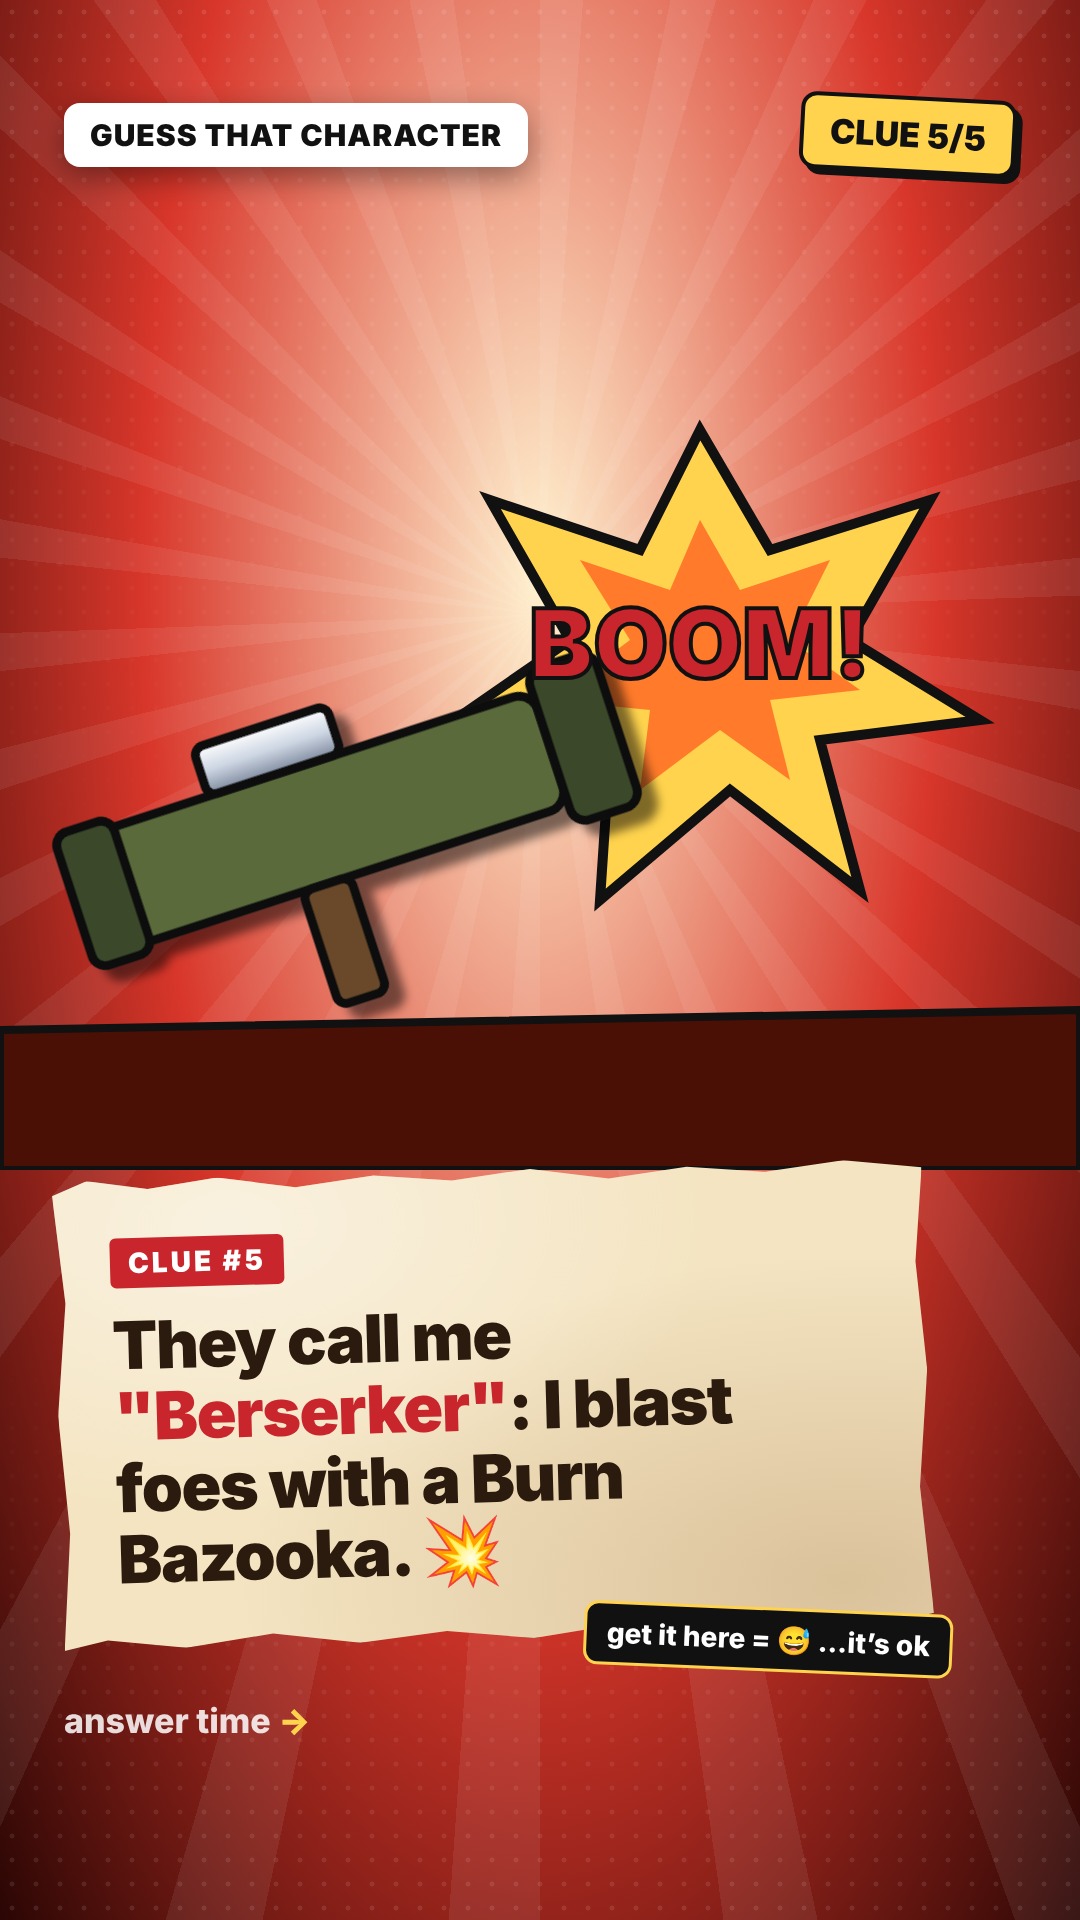 GUESS THAT CHARACTER
CLUE 5/5
BOOM!
CLUE #5
They call me
"Berserker": I blast
foes with a Burn
Bazooka. 💥
get it here = 😅 ...it's ok
answer time →